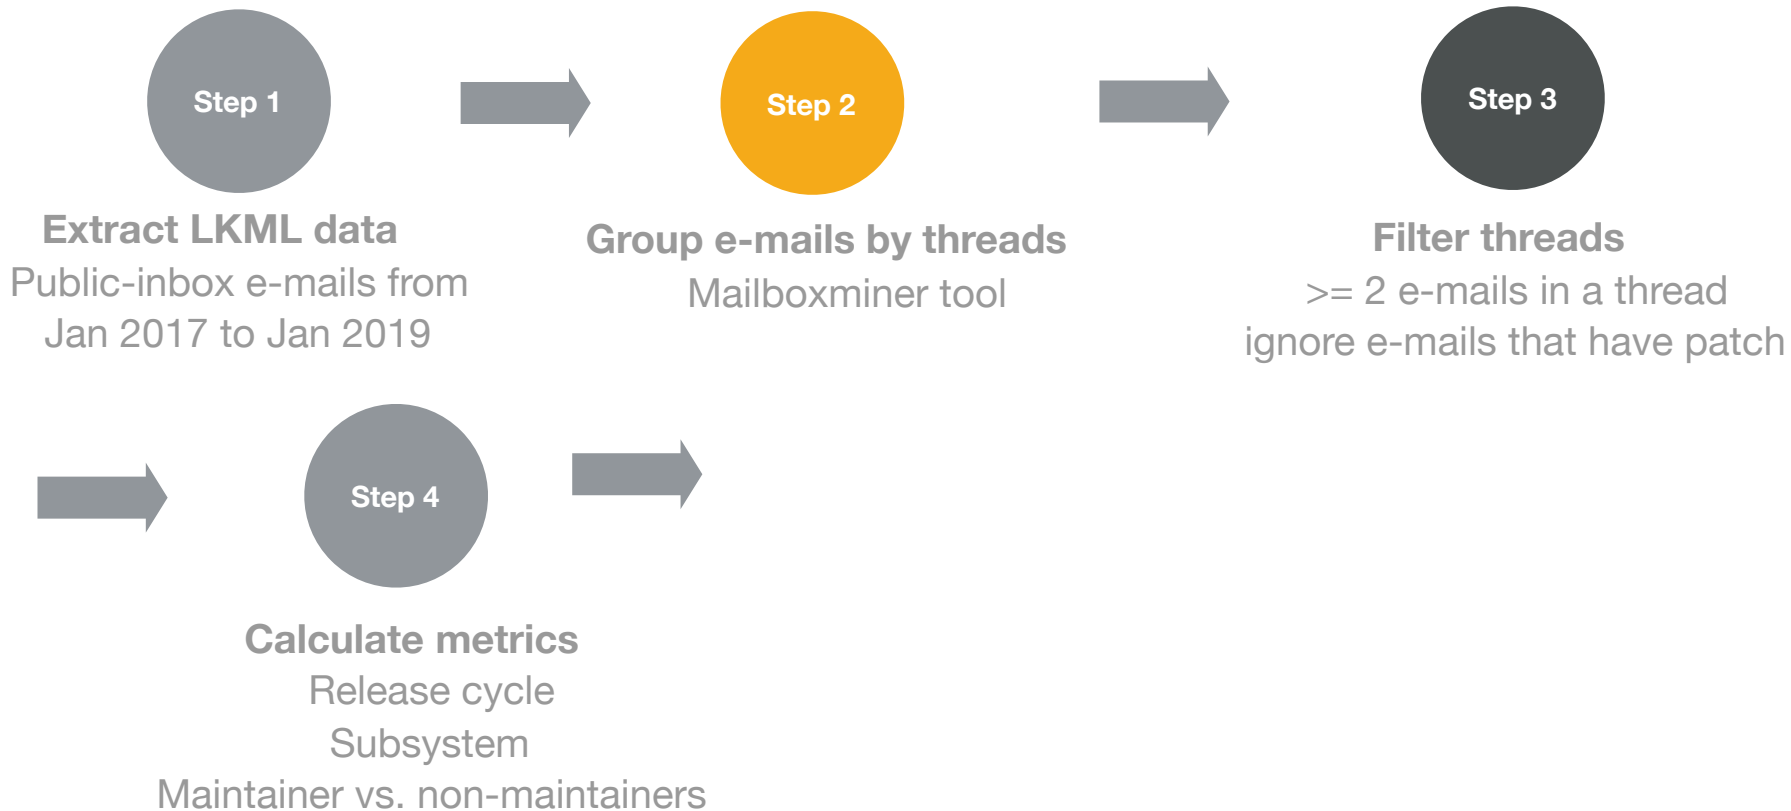 Step 1
Step 2
Step 3
Extract LKML data
Public-inbox e-mails from
Jan 2017 to Jan 2019
Group e-mails by threads
Mailboxminer tool
Filter threads
>= 2 e-mails in a thread
ignore e-mails that have patch
Step 4
Calculate metrics
Release cycle
Subsystem
Maintainer vs. non-maintainers